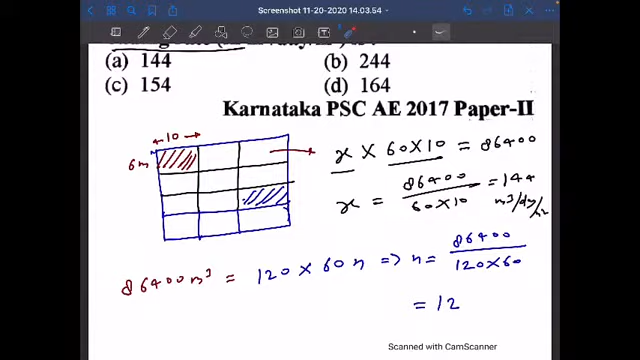 Screenshot 11-20-2020 14.03.54
(a) 144 (b) 244
(c) 154 (d) 164
Karnataka PSC AE 2017 Paper-II
10
6m
x × 60×10 = 86400
x = 86400 / 60×10 = 144 m³/day/m²
86400 m³ = 120 × 60 n ⇒ n = 86400 / 120×60
= 12
Scanned with CamScanner